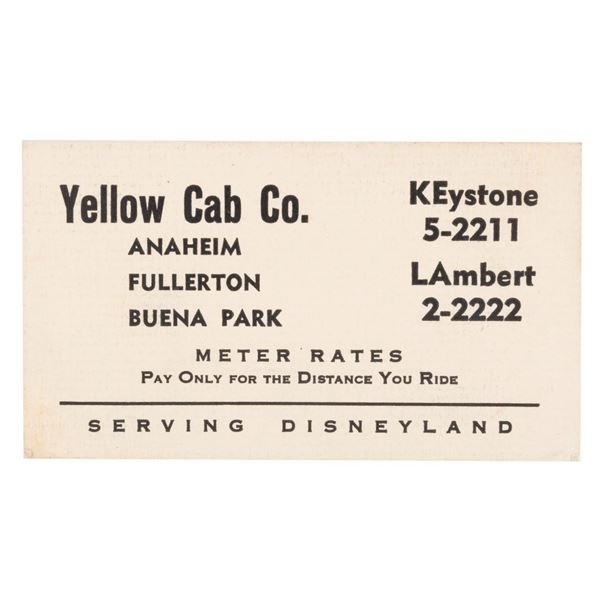 Yellow Cab Co.
ANAHEIM
FULLERTON
BUENA PARK
KEystone
5-2211
LAmbert
2-2222
METER RATES
PAY ONLY FOR THE DISTANCE YOU RIDE
SERVING DISNEYLAND